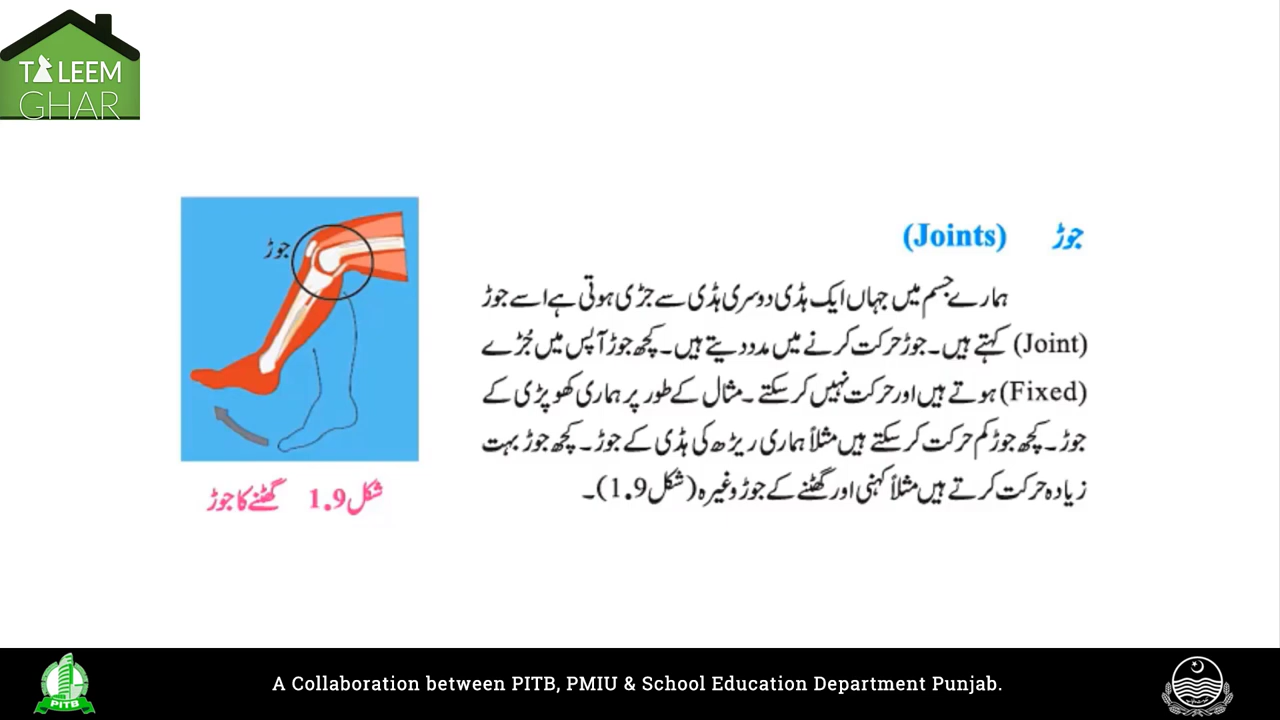 TALEEM
GHAR
جوڑ (Joints)
ہمارے جسم میں جہاں ایک ہڈی دوسری ہڈی سے جڑی ہوتی ہے اسے جوڑ
(Joint) کہتے ہیں۔ جوڑ حرکت کرنے میں مدد دیتے ہیں۔ کچھ جوڑ آپس میں جُڑے
(Fixed) ہوتے ہیں اور حرکت نہیں کر سکتے۔ مثال کے طور پر ہماری کھوپڑی کے
جوڑ۔ کچھ جوڑ کم حرکت کر سکتے ہیں مثلاً ہماری ریڑھ کی ہڈی کے جوڑ۔ کچھ جوڑ بہت
زیادہ حرکت کرتے ہیں مثلاً کہنی اور گھٹنے کے جوڑ وغیرہ (شکل 1.9)۔
جوڑ
شکل 1.9 گھٹنے کا جوڑ
PITB
A Collaboration between PITB, PMIU & School Education Department Punjab.